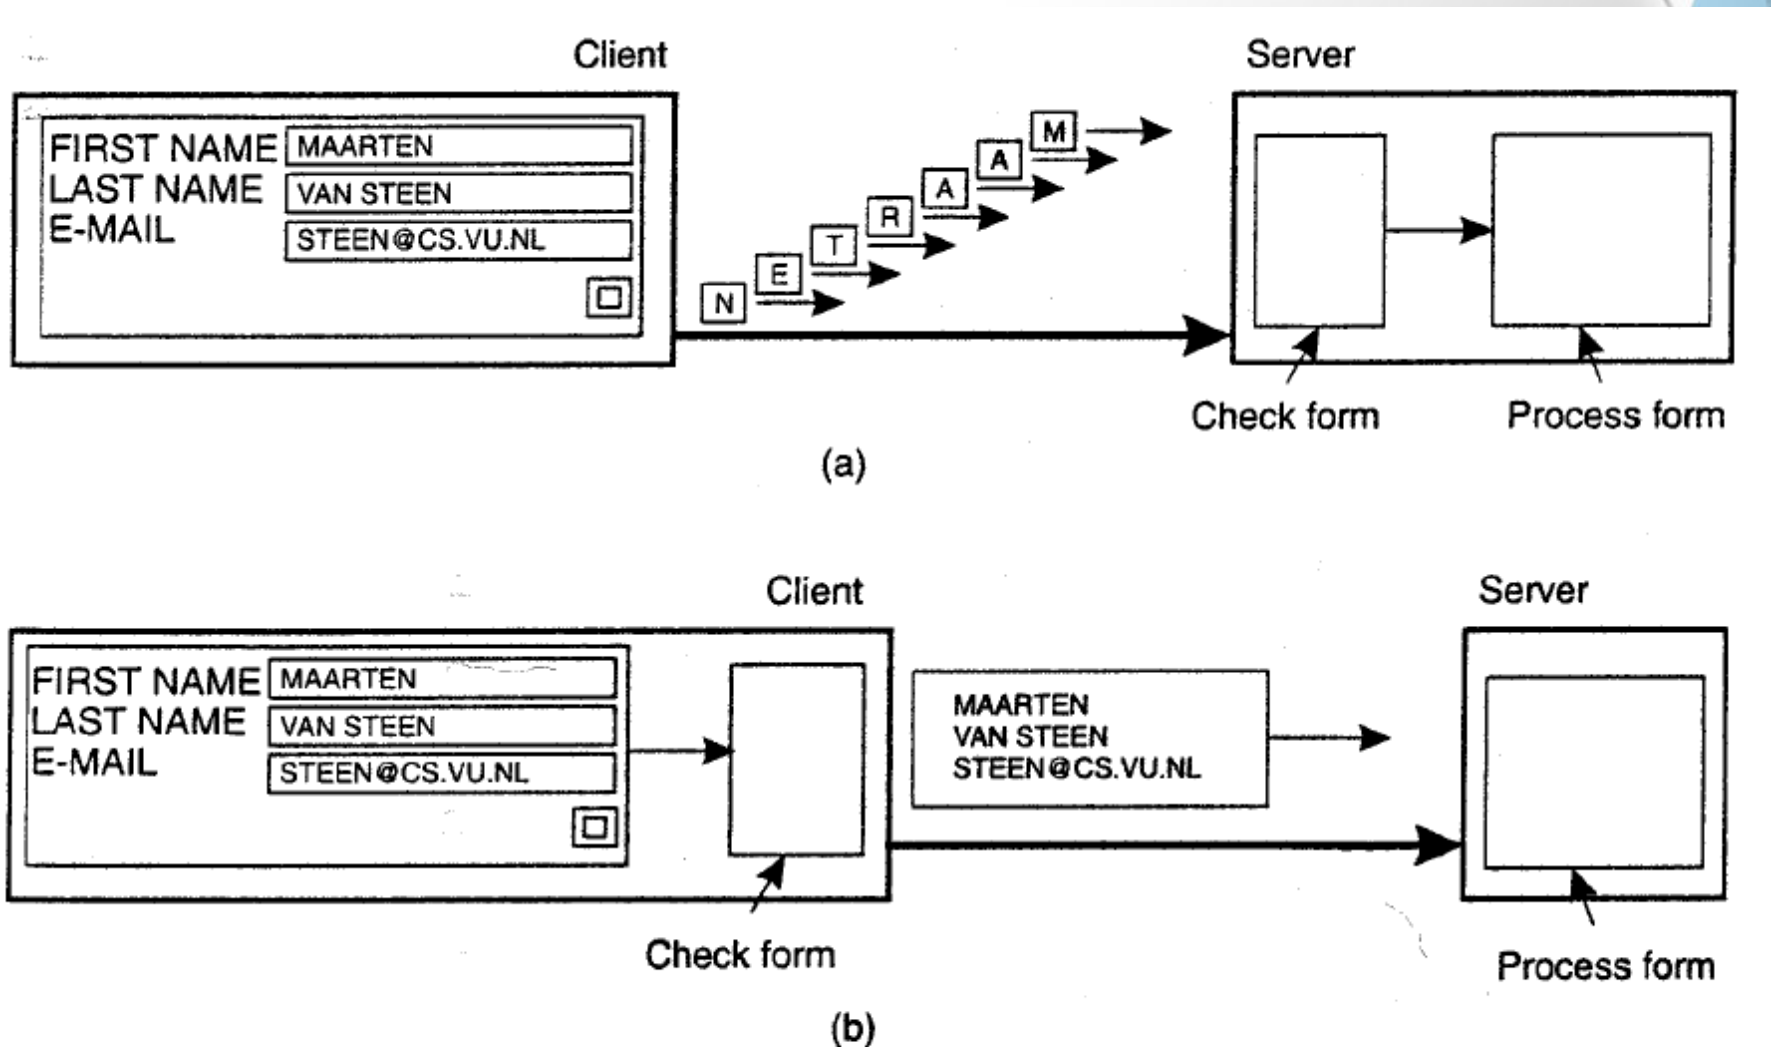 Client
Server
FIRST NAME MAARTEN
LAST NAME VAN STEEN
E-MAIL STEEN@CS.VU.NL
N E T R A A M
Check form
Process form
(a)
Client
Server
FIRST NAME MAARTEN
LAST NAME VAN STEEN
E-MAIL STEEN@CS.VU.NL
MAARTEN
VAN STEEN
STEEN@CS.VU.NL
Check form
Process form
(b)